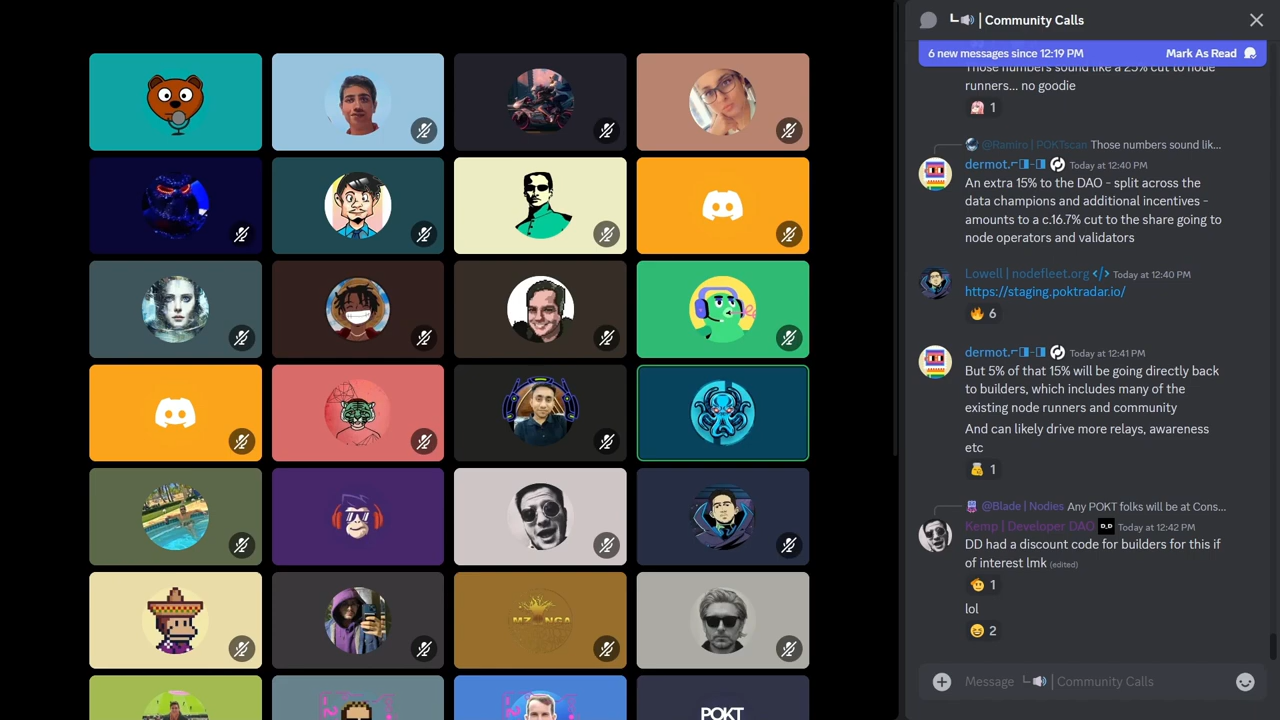 Community Calls
6 new messages since 12:19 PM
Mark As Read
Those numbers sound like a 2.5% cut to node
runners... no goodie
1
@Ramiro | POKTscan Those numbers sound lik...
dermot. Today at 12:40 PM
An extra 15% to the DAO - split across the
data champions and additional incentives -
amounts to a c.16.7% cut to the share going to
node operators and validators
Lowell | nodefleet.org </> Today at 12:40 PM
https://staging.poktradar.io/
6
dermot. Today at 12:41 PM
But 5% of that 15% will be going directly back
to builders, which includes many of the
existing node runners and community
And can likely drive more relays, awareness
etc
1
@Blade | Nodies Any POKT folks will be at Cons...
Kemp | Developer DAO D_D Today at 12:42 PM
DD had a discount code for builders for this if
of interest lmk (edited)
1
lol
2
Message Community Calls
MZONGA
POKT